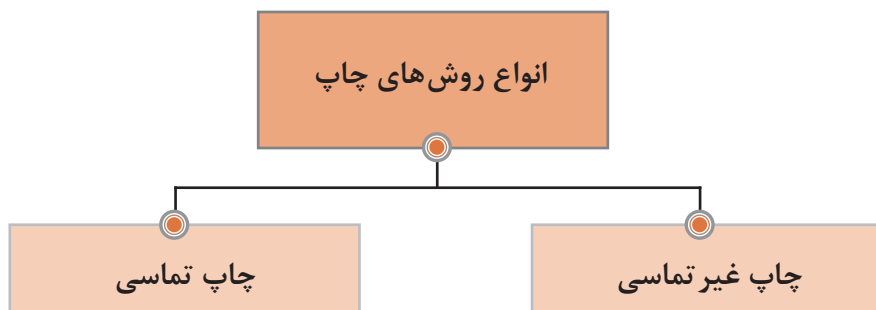 انواع روش‌های چاپ
چاپ غیر تماسی
چاپ تماسی